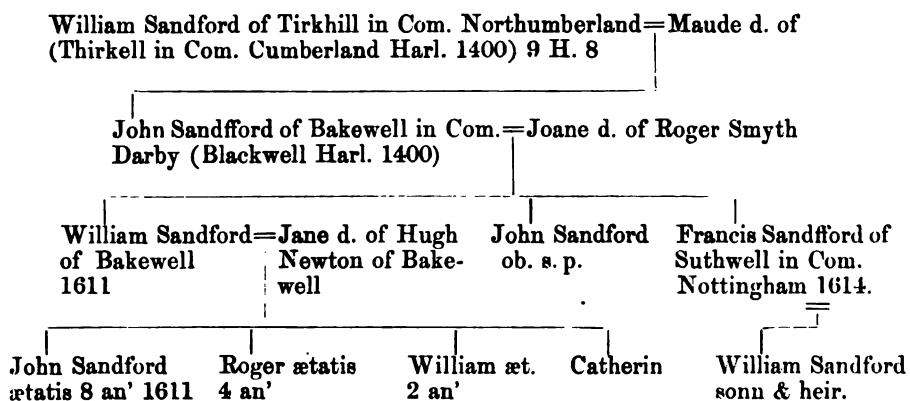 William Sandford of Tirkhill in Com. Northumberland=Maude d. of
(Thirkell in Com. Cumberland Harl. 1400) 9 H. 8
John Sandfford of Bakewell in Com.=Joane d. of Roger Smyth
Darby (Blackwell Harl. 1400)
William Sandford=Jane d. of Hugh
of Bakewell Newton of Bake-
1611 well
John Sandford
ob. s. p.
Francis Sandfford of
Suthwell in Com.
Nottingham 1614.
=
John Sandford
ætatis 8 an' 1611
Roger ætatis
4 an'
William æt.
2 an'
Catherin
William Sandford
sonn & heir.